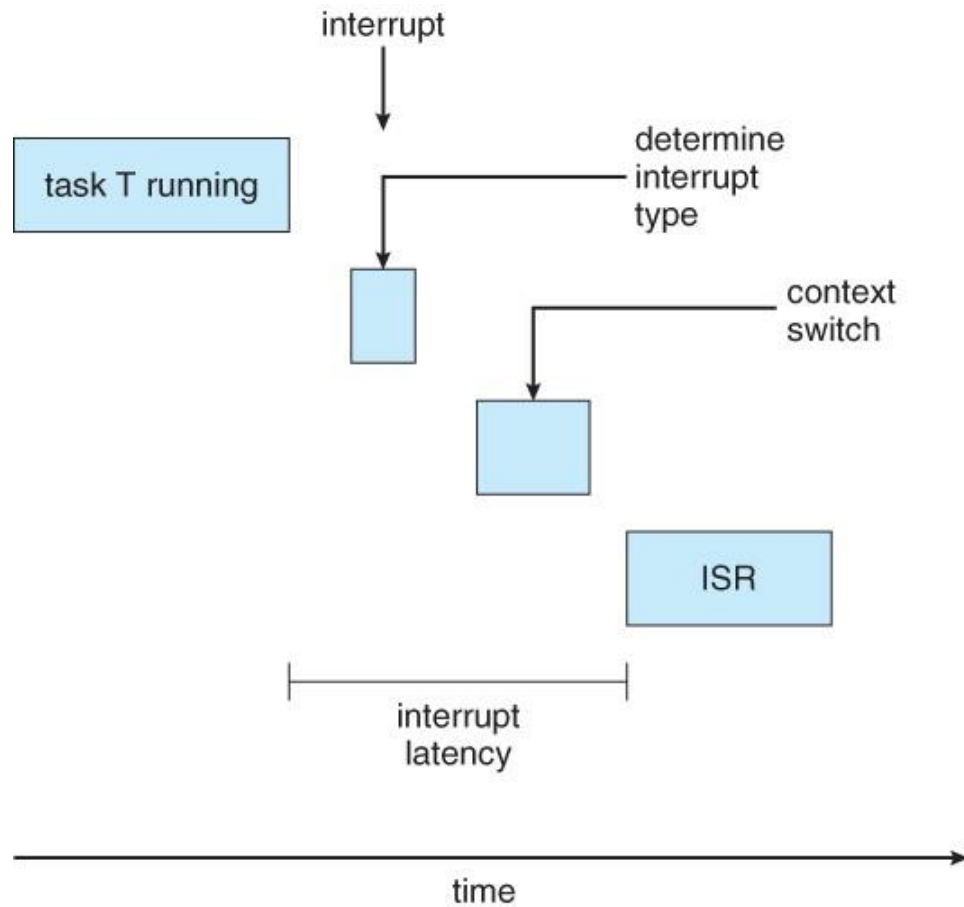 interrupt
task T running
determine
interrupt
type
context
switch
ISR
interrupt
latency
time